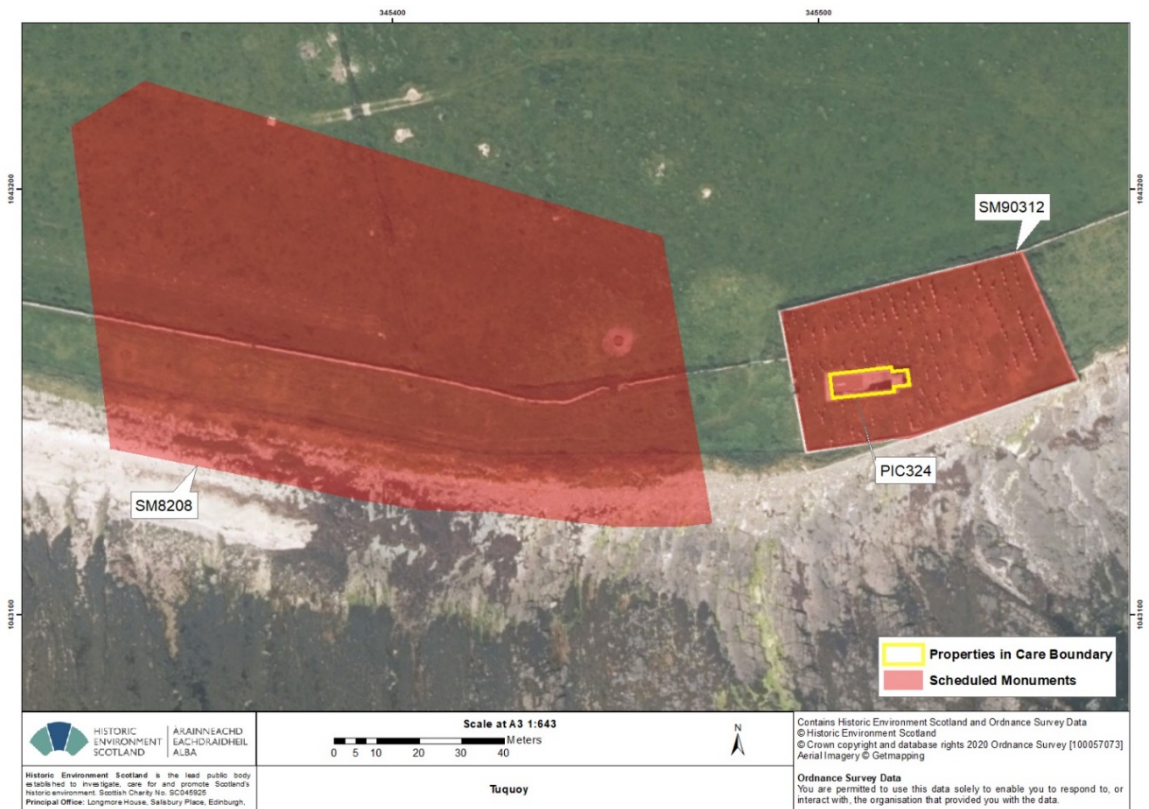 345400
345500
1043200
1043200
SM90312
PIC324
SM8208
1043100
1043100
Properties in Care Boundary
Scheduled Monuments
HISTORIC
ENVIRONMENT
SCOTLAND
ÀRAINNEACHD
EACHDRAIDHEIL
ALBA
Historic Environment Scotland is the lead public body
established to investigate, care for and promote Scotland's
historic environment. Scottish Charity No. SC045925
Principal Office: Longmore House, Salisbury Place, Edinburgh,
Scale at A3 1:643
Meters
0 5 10 20 30 40
Tuquoy
N
Contains Historic Environment Scotland and Ordnance Survey Data
© Historic Environment Scotland
© Crown copyright and database rights 2020 Ordnance Survey [100057073]
Aerial Imagery © Getmapping
Ordnance Survey Data
You are permitted to use this data solely to enable you to respond to, or
interact with, the organisation that provided you with the data.